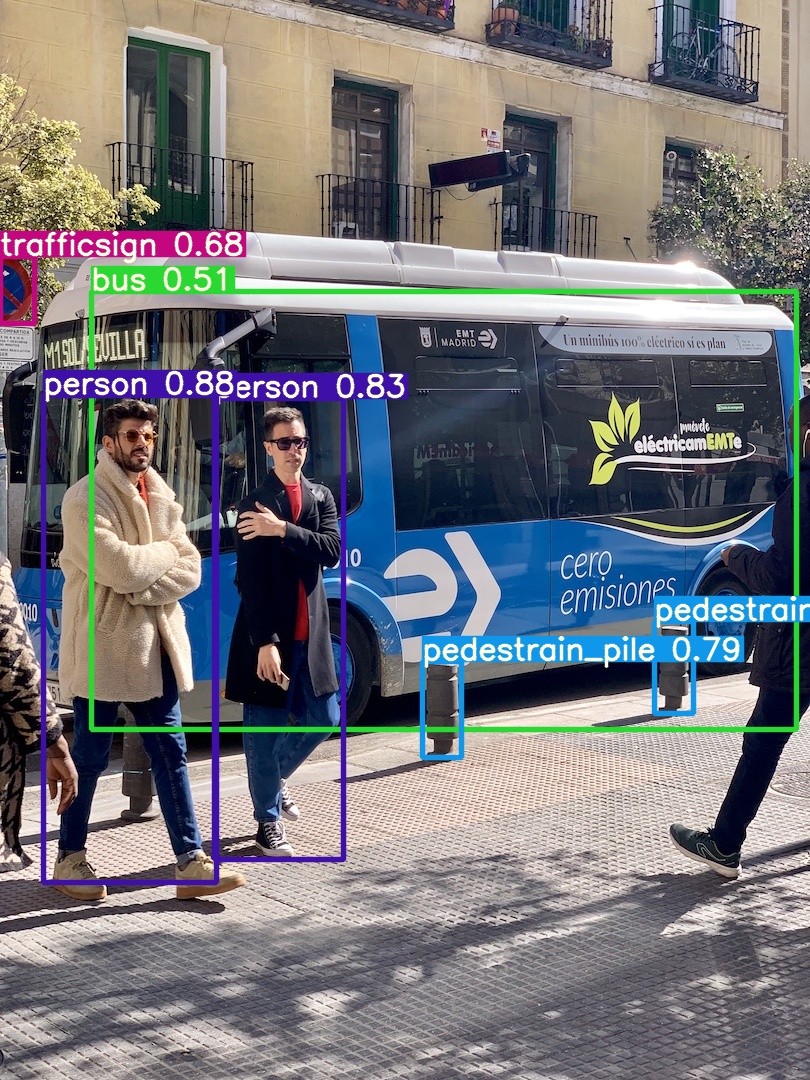 trafficsign 0.68
bus 0.51
M1 SOL/SEVILLA
EMT
MADRID
Un minibús 100% eléctrico sí es plan
person 0.88
erson 0.83
muévete
eléctricamEMTe
cero
emisiones
pedestrain
pedestrain_pile 0.79